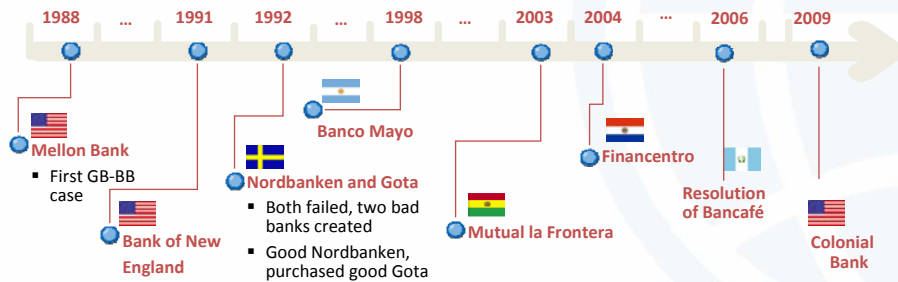 1988 ... 1991 1992 ... 1998 ... 2003 2004 ... 2006 2009
Mellon Bank
▪ First GB-BB
case
Bank of New
England
Nordbanken and Gota
▪ Both failed, two bad
banks created
▪ Good Nordbanken,
purchased good Gota
Banco Mayo
Mutual la Frontera
Financentro
Resolution
of Bancafé
Colonial
Bank